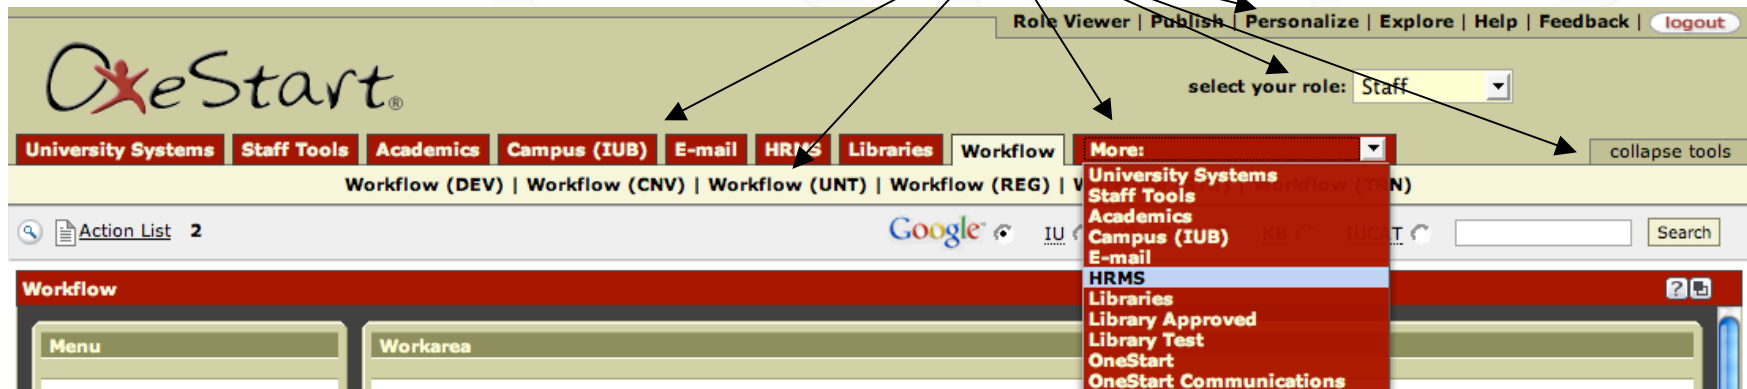 Role Viewer | Publish | Personalize | Explore | Help | Feedback | logout
OneStart®
select your role: Staff
University Systems Staff Tools Academics Campus (IUB) E-mail HRMS Libraries Workflow More:
collapse tools
Workflow (DEV) | Workflow (CNV) | Workflow (UNT) | Workflow (REG) |
Action List 2
Google IU KB IUCAT Search
Workflow
Menu
Workarea
University Systems
Staff Tools
Academics
Campus (IUB)
E-mail
HRMS
Libraries
Library Approved
Library Test
OneStart
OneStart Communications